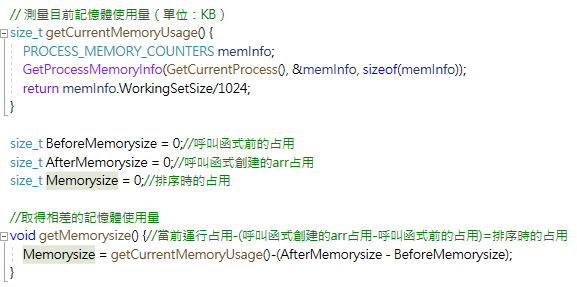 // 測量目前記憶體使用量 ( 單位：KB )
size_t getCurrentMemoryUsage() {
PROCESS_MEMORY_COUNTERS memInfo;
GetProcessMemoryInfo(GetCurrentProcess(), &memInfo, sizeof(memInfo));
return memInfo.WorkingSetSize/1024;
}
size_t BeforeMemorysize = 0;//呼叫函式前的占用
size_t AfterMemorysize = 0;//呼叫函式創建的arr占用
size_t Memorysize = 0;//排序時的占用
//取得相差的記憶體使用量
void getMemorysize() {//當前運行占用-(呼叫函式創建的arr占用-呼叫函式前的占用)=排序時的占用
Memorysize = getCurrentMemoryUsage()-(AfterMemorysize - BeforeMemorysize);
}